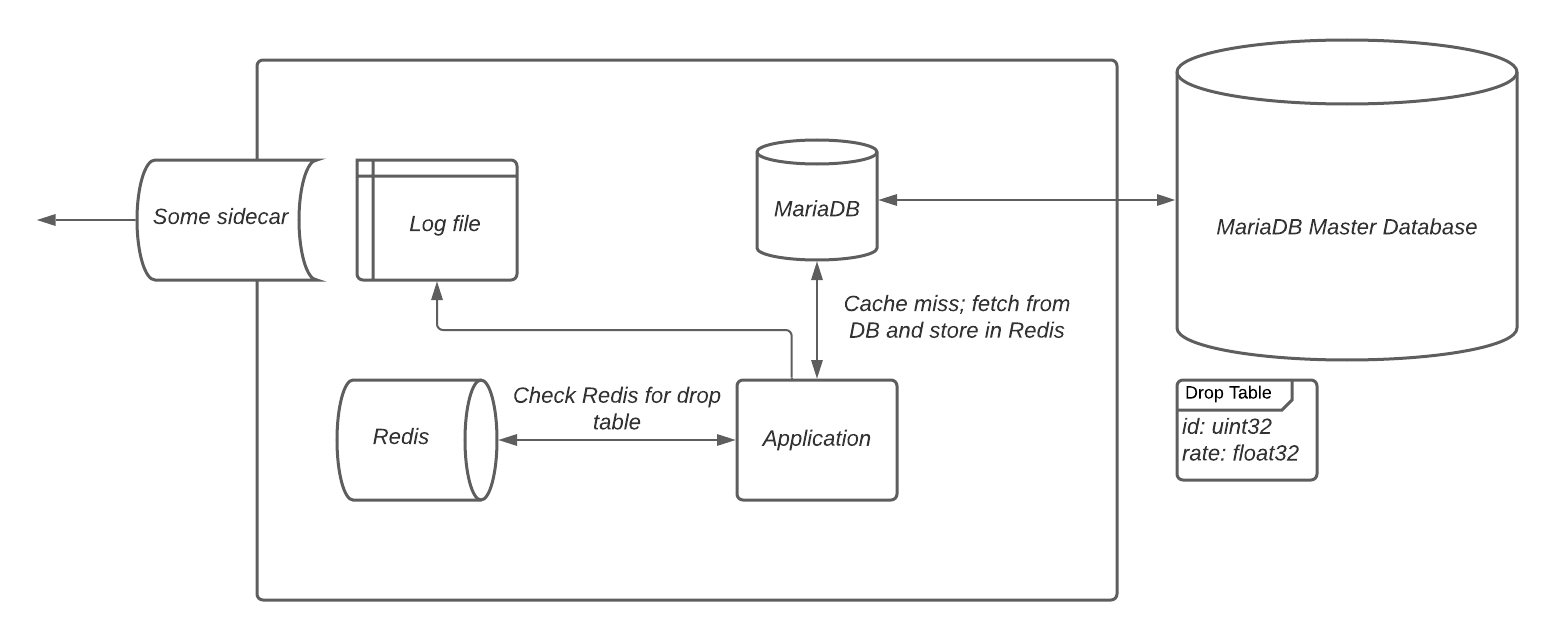 Some sidecar
Log file
MariaDB
MariaDB Master Database
Cache miss; fetch from
DB and store in Redis
Redis
Check Redis for drop
table
Application
Drop Table
id: uint32
rate: float32